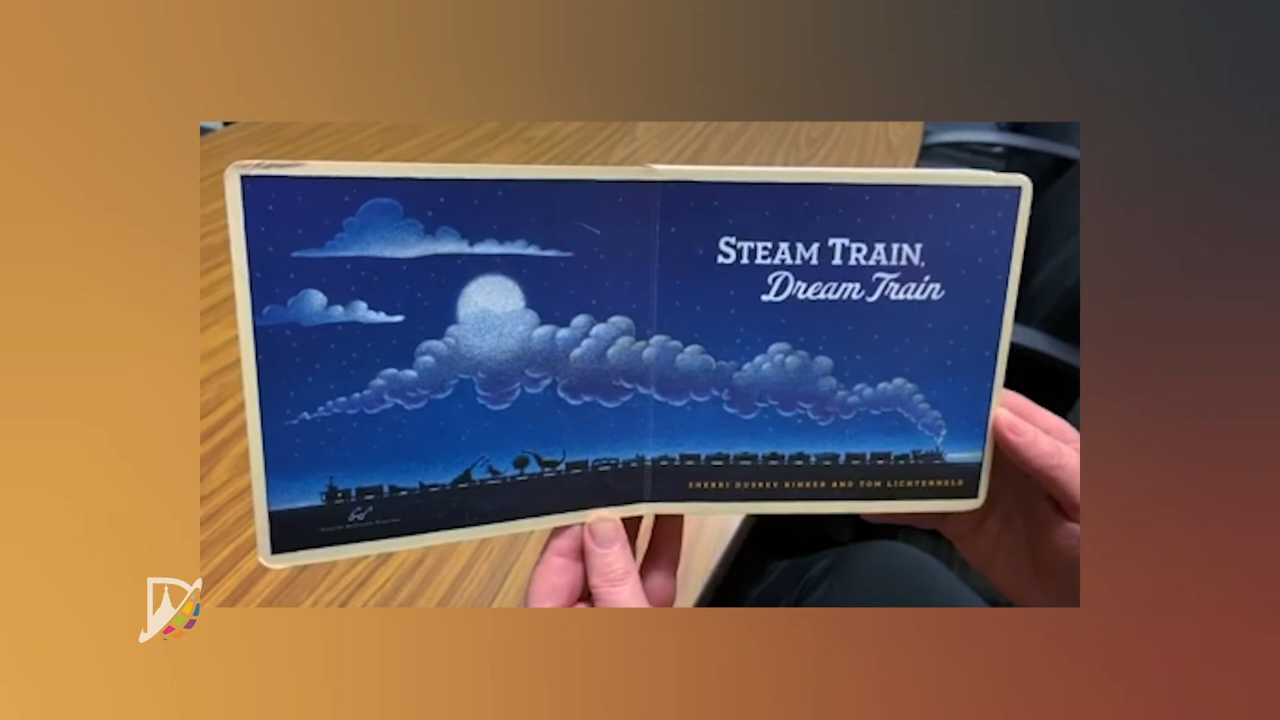 STEAM TRAIN,
Dream Train
SHERRI DUSKEY RINKER AND TOM LICHTENHELD